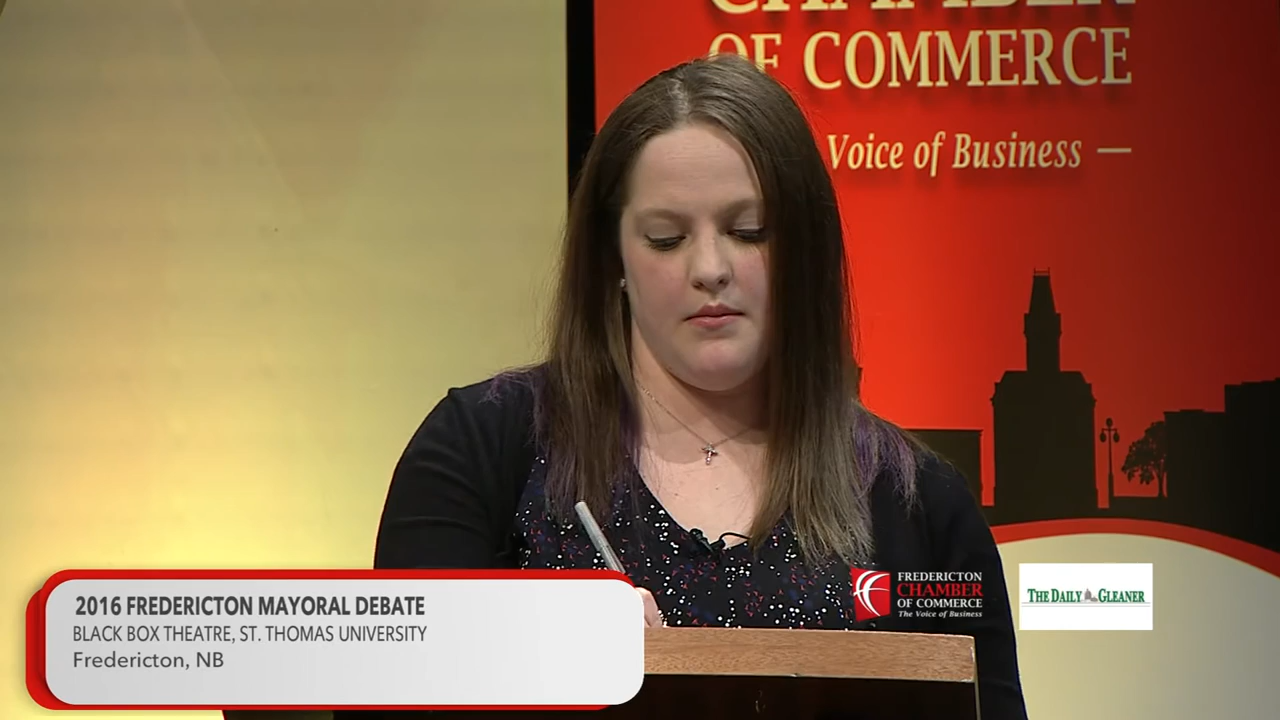 CHAMBER
OF COMMERCE
Voice of Business —
2016 FREDERICTON MAYORAL DEBATE
BLACK BOX THEATRE, ST. THOMAS UNIVERSITY
Fredericton, NB
FREDERICTON
CHAMBER
OF COMMERCE
The Voice of Business
THE DAILY GLEANER